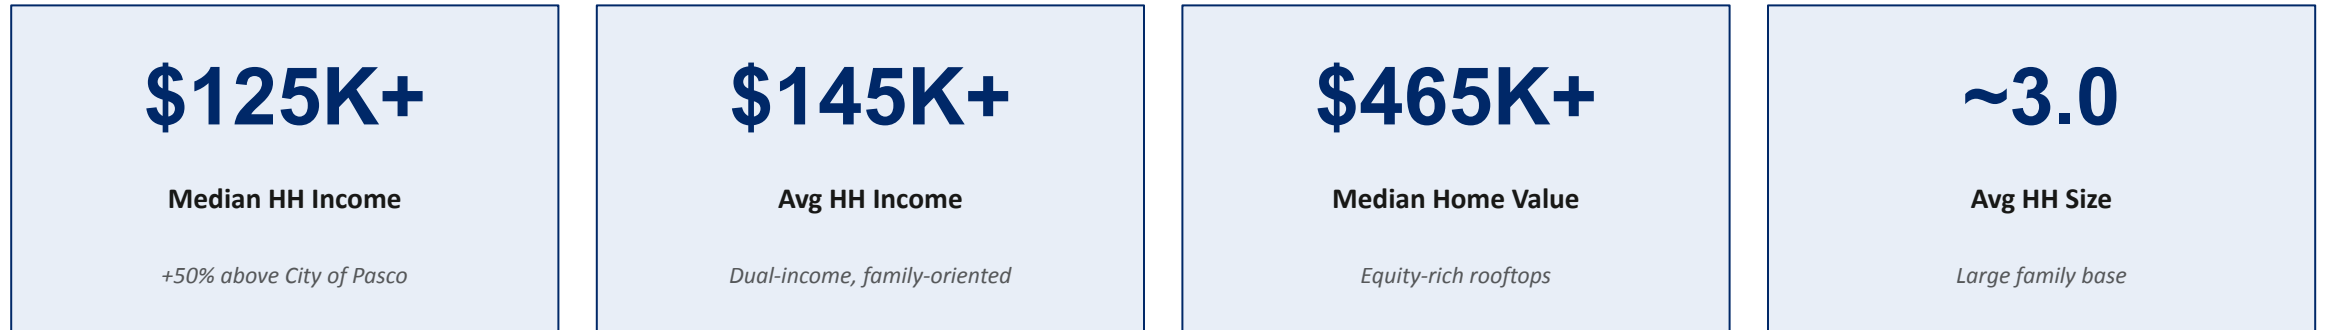 $125K+
Median HH Income
+50% above City of Pasco
$145K+
Avg HH Income
Dual-income, family-oriented
$465K+
Median Home Value
Equity-rich rooftops
~3.0
Avg HH Size
Large family base